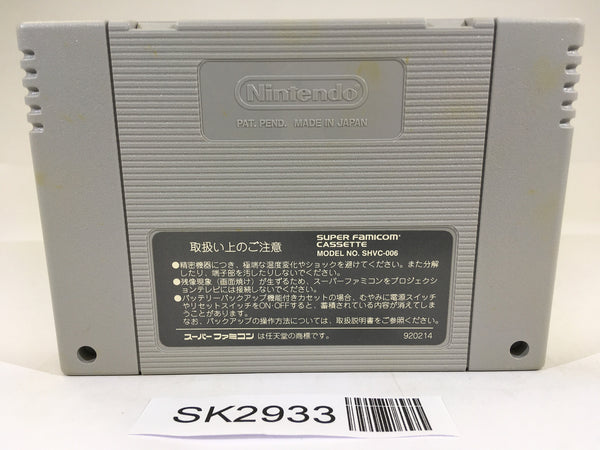 Nintendo
PAT. PEND. MADE IN JAPAN
取扱い上のご注意
SUPER FAMICOM
CASSETTE
MODEL NO. SHVC-006
●精密機器につき、極端な温度変化やショックを避けてください。また分解
したり、端子部を汚したりしないでください。
●残像現象（画面焼け）が生ずるため、スーパーファミコンをプロジェクシ
ョンテレビには接続しないでください。
●バッテリーバックアップ機能付きカセットの場合、むやみに電源スイッチ
やリセットスイッチをON・OFFすると、蓄積されている内容が消えてしま
うことがあります。
なお、バックアップの操作方法については、取扱説明書をご参照ください。
スーパーファミコン は任天堂の商標です。
920214
SK2933